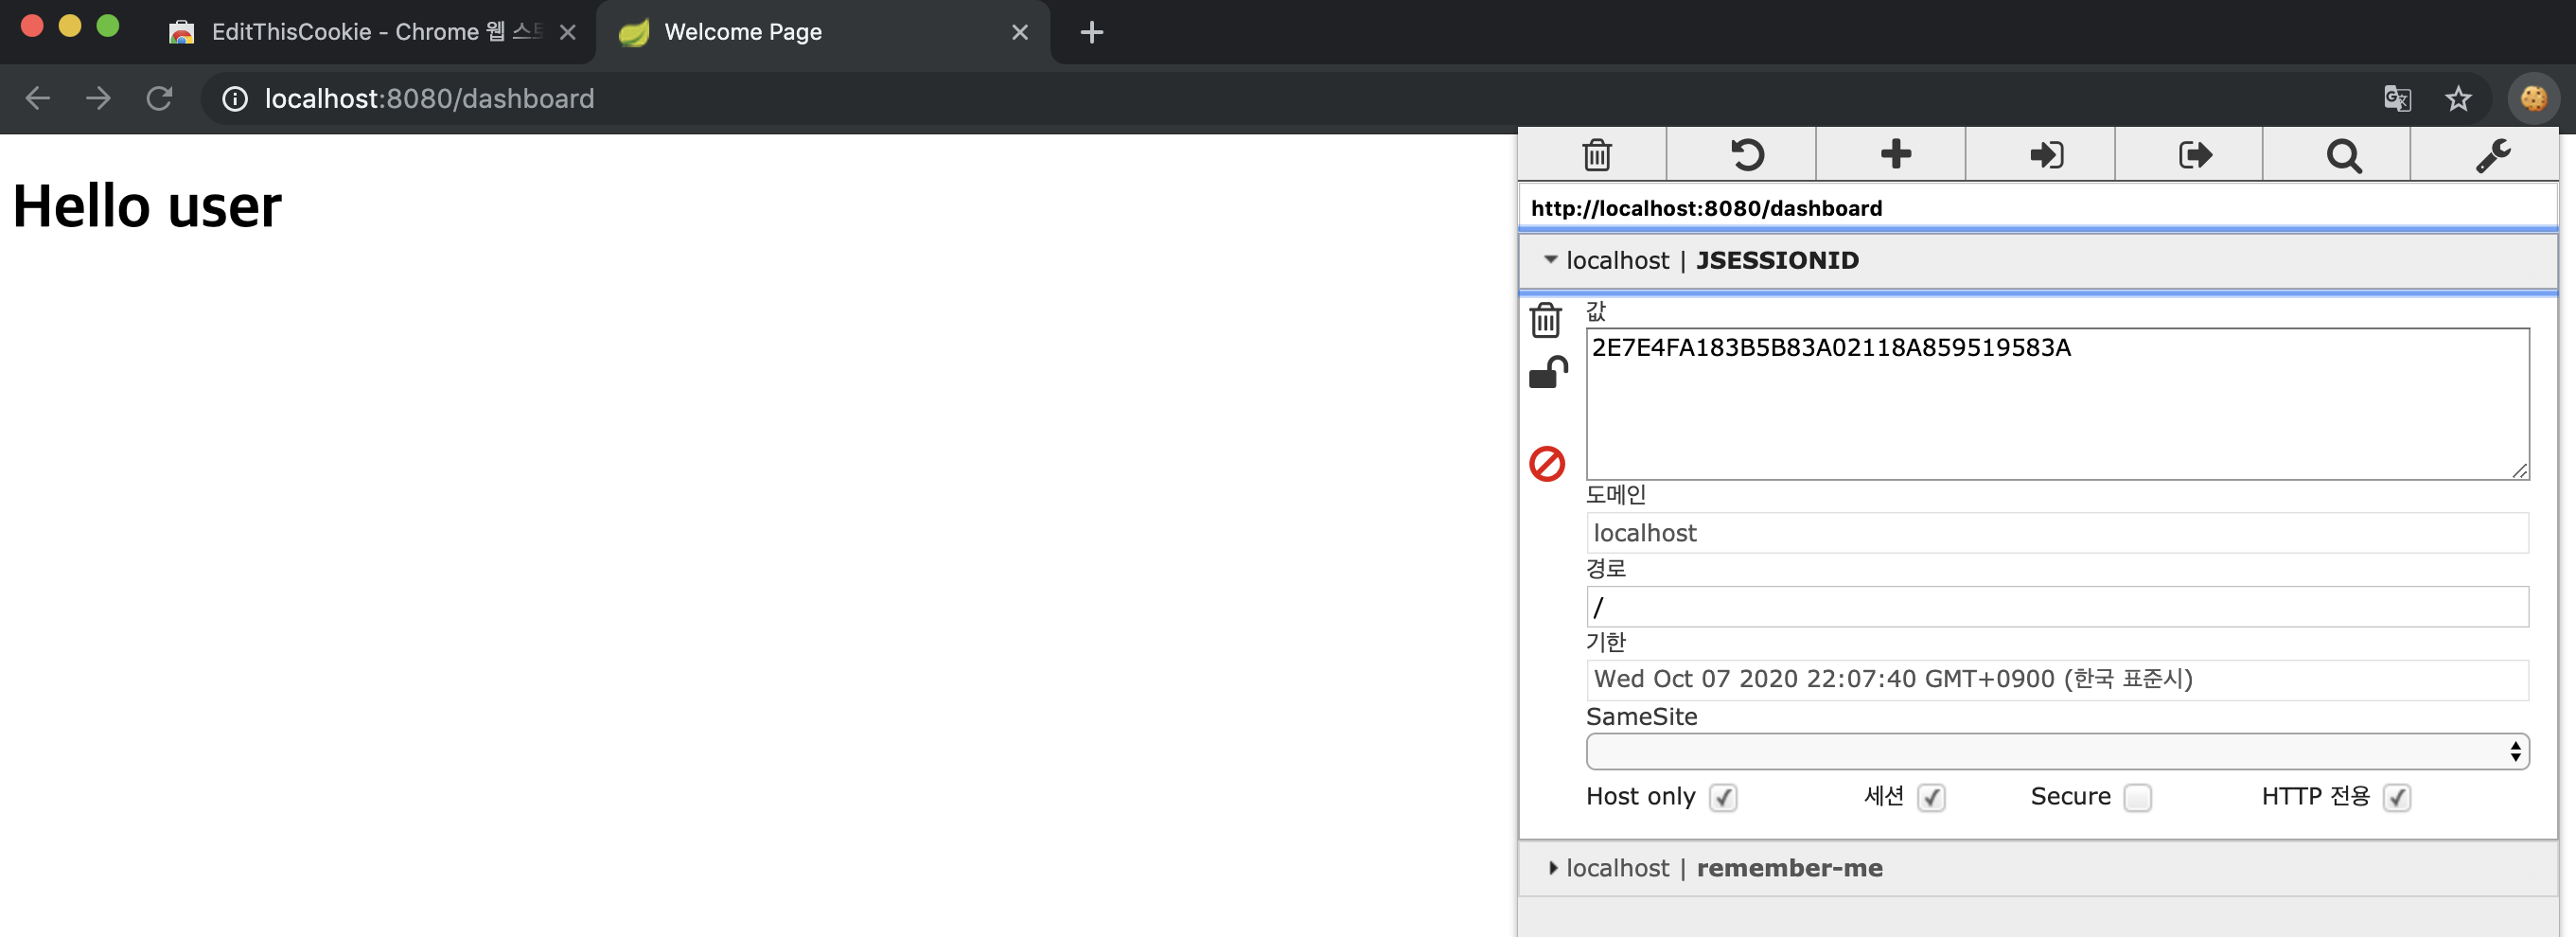 EditThisCookie - Chrome 웹 스토
Welcome Page
localhost:8080/dashboard
Hello user
http://localhost:8080/dashboard
localhost | JSESSIONID
값
2E7E4FA183B5B83A02118A859519583A
도메인
localhost
경로
/
기한
Wed Oct 07 2020 22:07:40 GMT+0900 (한국 표준시)
SameSite
Host only 세션 Secure HTTP 전용
localhost | remember-me